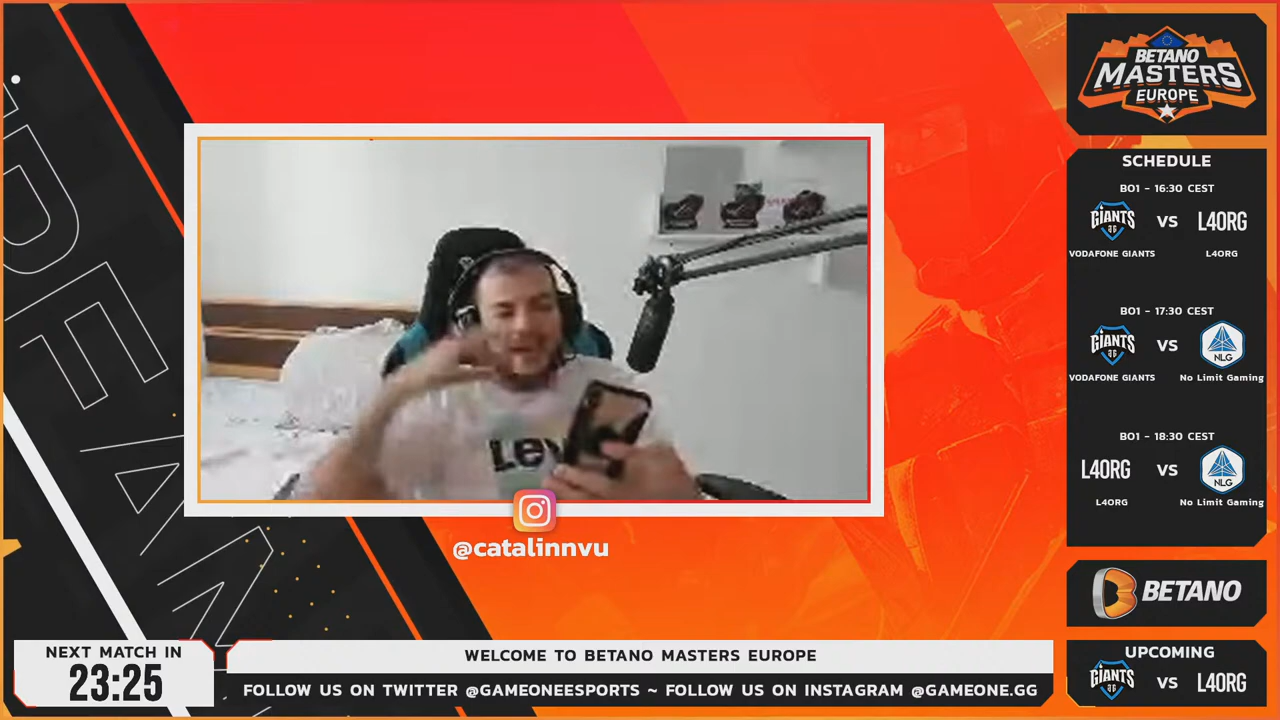 BETANO
MASTERS
EUROPE
SCHEDULE
BO1 - 16:30 CEST
GIANTS VS L4ORG
VODAFONE GIANTS L4ORG
BO1 - 17:30 CEST
GIANTS VS NLG
VODAFONE GIANTS No Limit Gaming
BO1 - 18:30 CEST
L4ORG VS NLG
L4ORG No Limit Gaming
Lev
@catalinnvu
BETANO
NEXT MATCH IN
23:25
WELCOME TO BETANO MASTERS EUROPE
FOLLOW US ON TWITTER @GAMEONEESPORTS ~ FOLLOW US ON INSTAGRAM @GAMEONE.GG
UPCOMING
GIANTS VS L4ORG